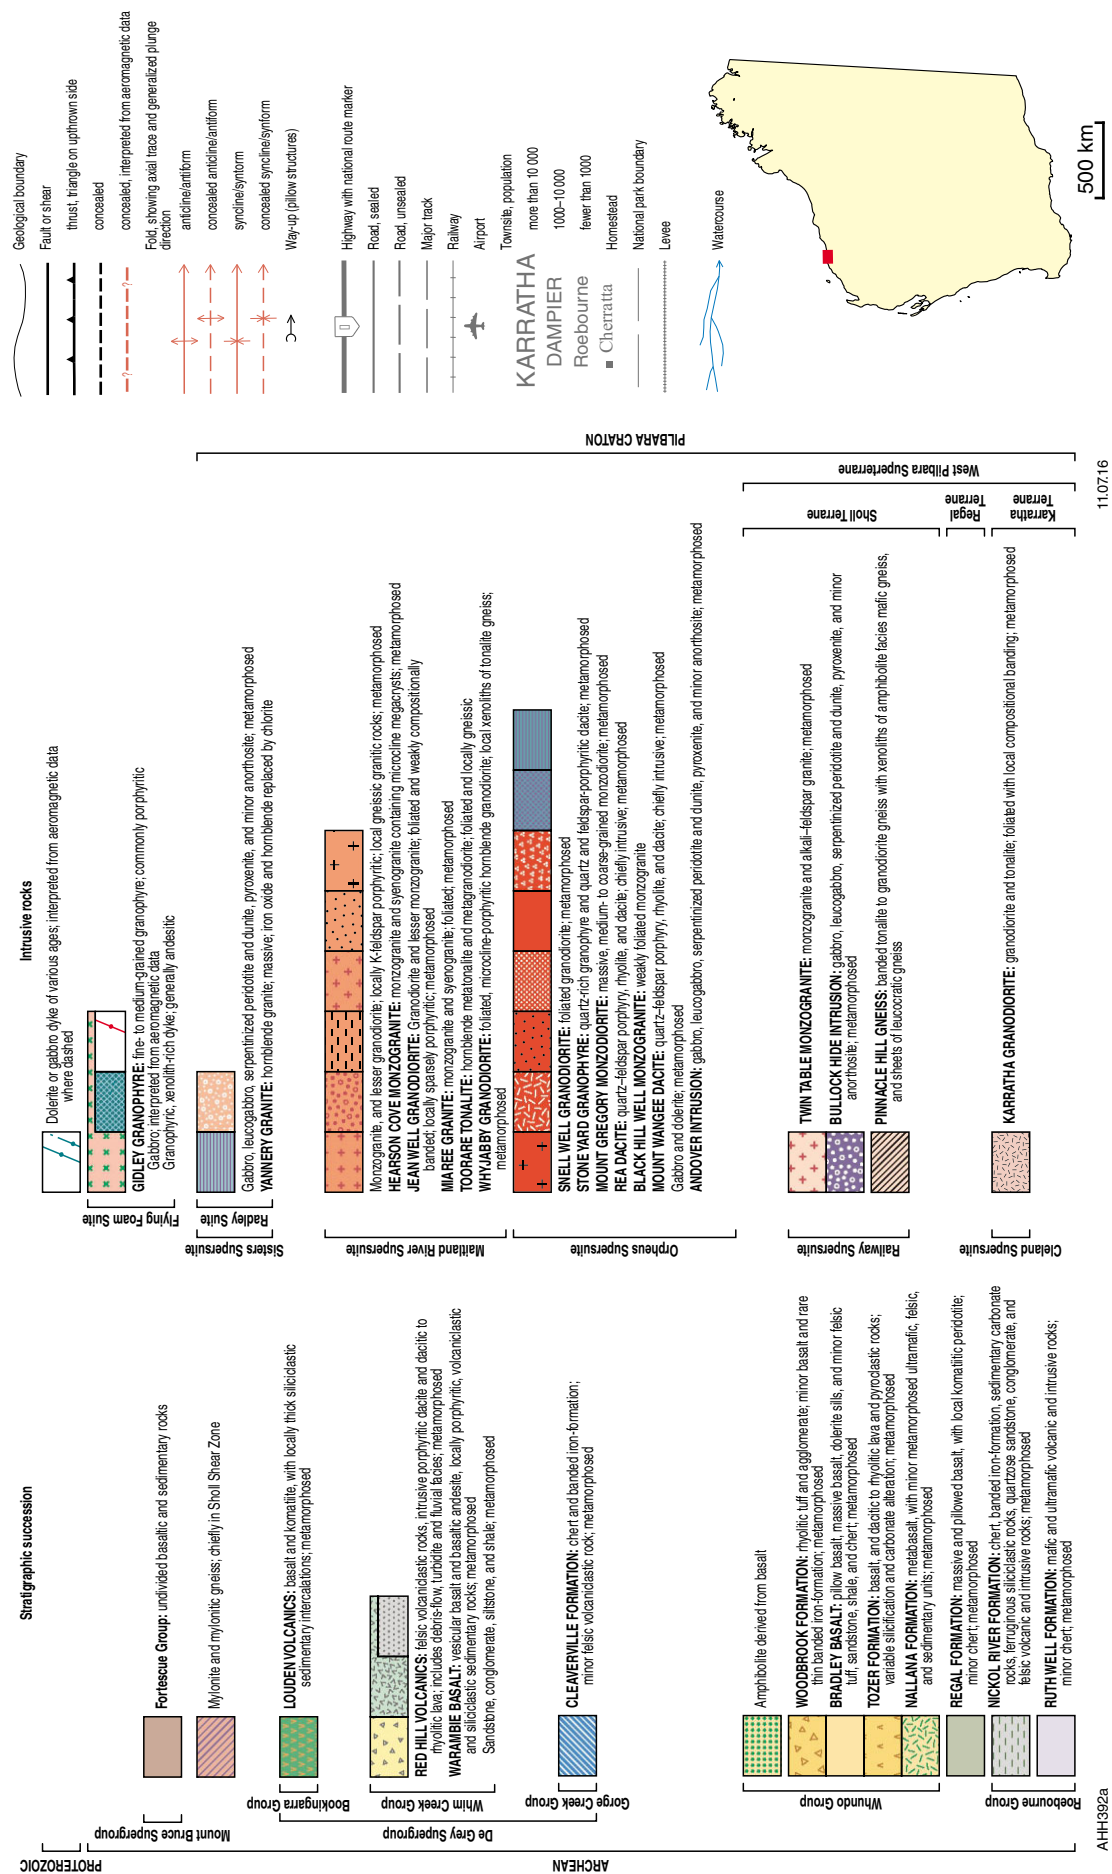 Stratigraphic succession
PROTEROZOIC
ARCHEAN
Mount Bruce Supergroup
Fortescue Group: undivided basaltic and sedimentary rocks
Mylonite and mylonitic gneiss; chiefly in Sholl Shear Zone
De Grey Supergroup
Bookingarra Group
LOUDEN VOLCANICS: basalt and komatiite, with locally thick siliciclastic
sedimentary intercalations; metamorphosed
Whim Creek Group
RED HILL VOLCANICS: felsic volcaniclastic rocks, intrusive porphyritic dacite and dacitic to
rhyolitic lava; includes debris-flow, turbidite and fluvial facies; metamorphosed
WARAMBIE BASALT: vesicular basalt and basaltic andesite, locally porphyritic, volcaniclastic
and siliciclastic sedimentary rocks; metamorphosed
Sandstone, conglomerate, siltstone, and shale; metamorphosed
Gorge Creek Group
CLEAVERVILLE FORMATION: chert and banded iron-formation;
minor felsic volcaniclastic rock; metamorphosed
Amphibolite derived from basalt
Whundo Group
WOODBROOK FORMATION: rhyolitic tuff and agglomerate; minor basalt and rare
thin banded iron-formation; metamorphosed
BRADLEY BASALT: pillow basalt, massive basalt, dolerite sills, and minor felsic
tuff, sandstone, shale, and chert; metamorphosed
TOZER FORMATION: basalt, and dacitic to rhyolitic lava and pyroclastic rocks;
variable silicification and carbonate alteration; metamorphosed
NALLANA FORMATION: metabasalt, with minor metamorphosed ultramafic, felsic,
and sedimentary units; metamorphosed
REGAL FORMATION: massive and pillowed basalt, with local komatiitic peridotite;
minor chert; metamorphosed
Roebourne Group
NICKOL RIVER FORMATION: chert, banded iron-formation, sedimentary carbonate
rocks, ferruginous siliciclastic rocks, quartzose sandstone, conglomerate, and
felsic volcanic and intrusive rocks; metamorphosed
RUTH WELL FORMATION: mafic and ultramafic volcanic and intrusive rocks;
minor chert; metamorphosed
AHH392a
Intrusive rocks
Dolerite or gabbro dyke of various ages; interpreted from aeromagnetic data
where dashed
Flying Foam Suite
GIDLEY GRANOPHYRE: fine- to medium-grained granophyre; commonly porphyritic
Gabbro; interpreted from aeromagnetic data
Granophyric, xenolith-rich dyke; generally andesitic
Sisters Supersuite
Radley Suite
Gabbro, leucogabbro, serpentinized peridotite and dunite, pyroxenite, and minor anorthosite; metamorphosed
YANNERY GRANITE: hornblende granite; massive; iron oxide and hornblende replaced by chlorite
Maitland River Supersuite
Monzogranite, and lesser granodiorite; locally K-feldspar porphyritic; local gneissic granitic rocks; metamorphosed
HEARSON COVE MONZOGRANITE: monzogranite and syenogranite containing microcline megacrysts; metamorphosed
JEAN WELL GRANODIORITE: Granodiorite and lesser monzogranite; foliated and weakly compositionally
banded; locally sparsely porphyritic; metamorphosed
MIAREE GRANITE: monzogranite and syenogranite; foliated; metamorphosed
TOORARE TONALITE: hornblende metatonalite and metagranodiorite; foliated and locally gneissic
WHYJABBY GRANODIORITE: foliated, microcline-porphyritic hornblende granodiorite; local xenoliths of tonalite gneiss;
metamorphosed
Orpheus Supersuite
SNELL WELL GRANODIORITE: foliated granodiorite; metamorphosed
STONEYARD GRANOPHYRE: quartz-rich granophyre and quartz and feldspar-porphyritic dacite; metamorphosed
MOUNT GREGORY MONZODIORITE: massive, medium- to coarse-grained monzodiorite; metamorphosed
REA DACITE: quartz–feldspar porphyry, rhyolite, and dacite; chiefly intrusive; metamorphosed
BLACK HILL WELL MONZOGRANITE: weakly foliated monzogranite
MOUNT WANGEE DACITE: quartz–feldspar porphyry, rhyolite, and dacite; chiefly intrusive; metamorphosed
Gabbro and dolerite; metamorphosed
ANDOVER INTRUSION: gabbro, leucogabbro, serpentinized peridotite and dunite, pyroxenite, and minor anorthosite; metamorphosed
Railway Supersuite
TWIN TABLE MONZOGRANITE: monzogranite and alkali–feldspar granite; metamorphosed
BULLOCK HIDE INTRUSION: gabbro, leucogabbro, serpentinized peridotite and dunite, pyroxenite, and minor
anorthosite; metamorphosed
PINNACLE HILL GNEISS: banded tonalite to granodiorite gneiss with xenoliths of amphibolite facies mafic gneiss,
and sheets of leucocratic gneiss
Cleland Supersuite
KARRATHA GRANODIORITE: granodiorite and tonalite; foliated with local compositional banding; metamorphosed
Sholl Terrane
Regal
Terrane
Karratha
Terrane
West Pilbara Superterrane
PILBARA CRATON
11.07.16
Geological boundary
Fault or shear
thrust, triangle on upthrown side
concealed
concealed, interpreted from aeromagnetic data
?
?
Fold, showing axial trace and generalized plunge
direction
anticline/antiform
concealed anticline/antiform
syncline/synform
concealed syncline/synform
Way-up (pillow structures)
1
Highway with national route marker
Road, sealed
Road, unsealed
Major track
Railway
Airport
Townsite, population
KARRATHA more than 10 000
DAMPIER 1000–10 000
Roebourne fewer than 1000
Cherratta Homestead
National park boundary
Levee
Watercourse
500 km